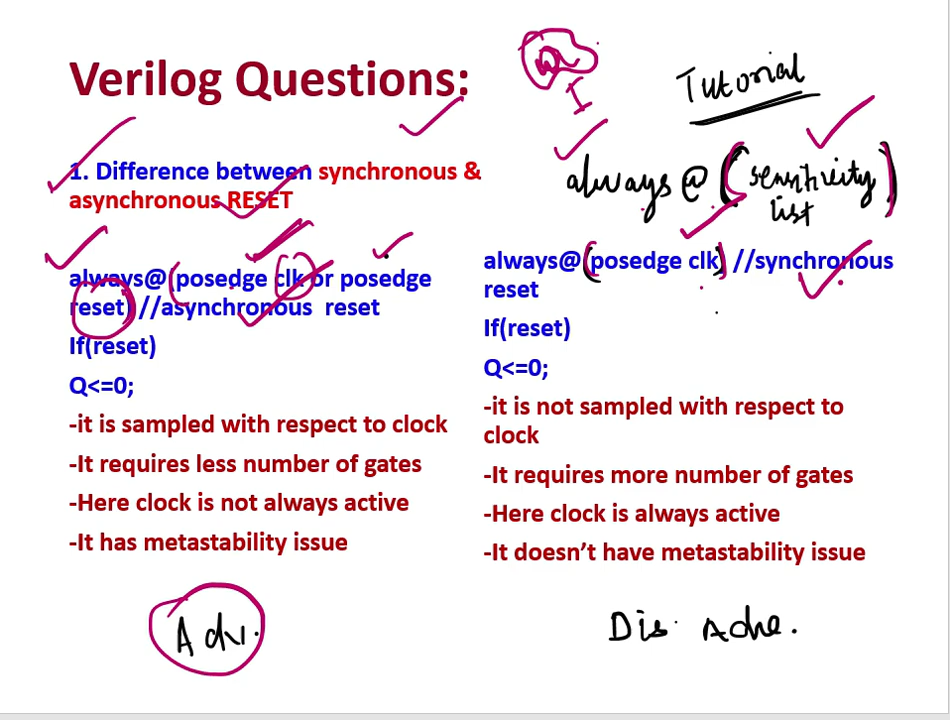 Verilog Questions:
Tutorial
1. Difference between synchronous &
asynchronous RESET
always@(sensitivity
list)
always@(posedge clk or posedge
reset) //asynchronous reset
If(reset)
Q<=0;
-it is sampled with respect to clock
-It requires less number of gates
-Here clock is not always active
-It has metastability issue
Adv.
always@(posedge clk) //synchronous
reset
If(reset)
Q<=0;
-it is not sampled with respect to
clock
-It requires more number of gates
-Here clock is always active
-It doesn't have metastability issue
Dis Adva.